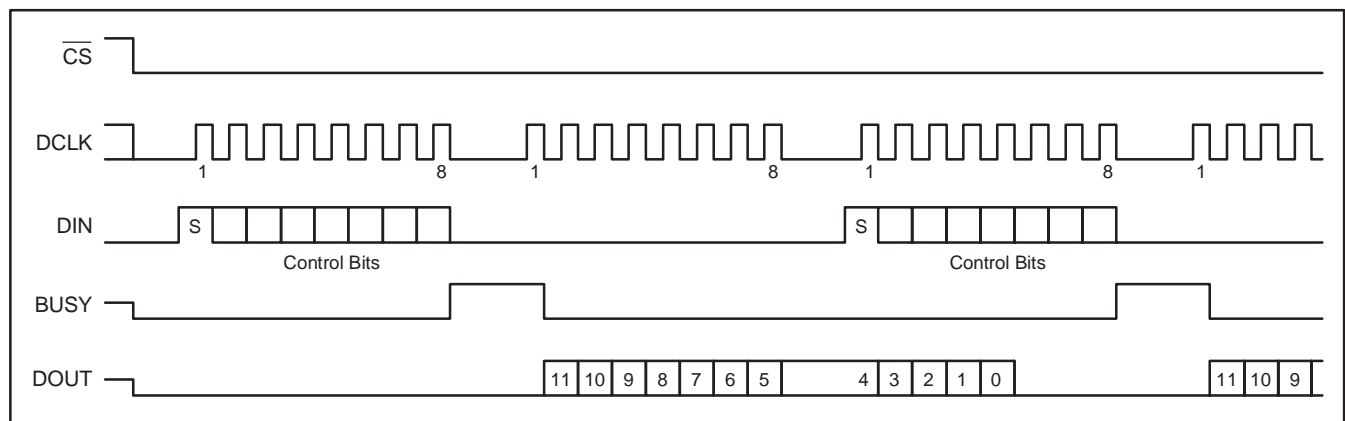 CS
DCLK
1 8 1 8 1 8 1
DIN
S S
Control Bits Control Bits
BUSY
DOUT 11 10 9 8 7 6 5 4 3 2 1 0 11 10 9